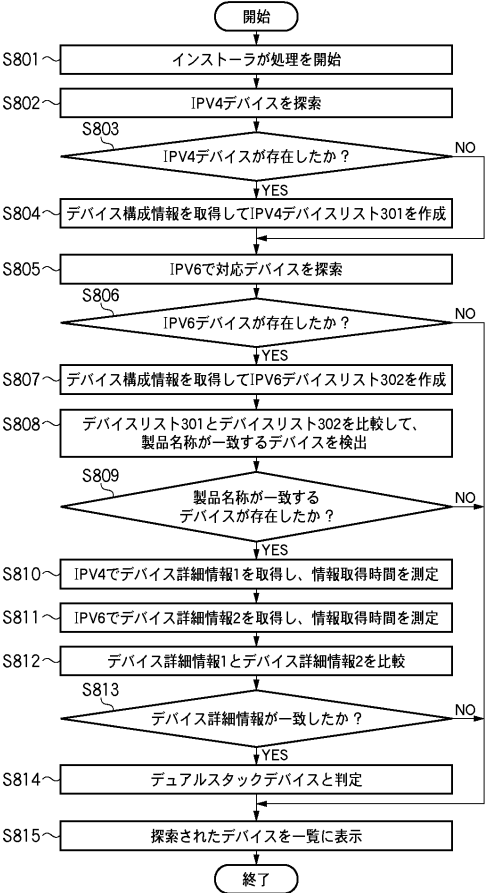 開始
S801
インストーラが処理を開始
S802
IPV4デバイスを探索
S803
IPV4デバイスが存在したか？
NO
YES
S804
デバイス構成情報を取得してIPV4デバイスリスト301を作成
S805
IPV6で対応デバイスを探索
S806
IPV6デバイスが存在したか？
NO
YES
S807
デバイス構成情報を取得してIPV6デバイスリスト302を作成
S808
デバイスリスト301とデバイスリスト302を比較して、
製品名称が一致するデバイスを検出
S809
製品名称が一致する
デバイスが存在したか？
NO
YES
S810
IPV4でデバイス詳細情報1を取得し、情報取得時間を測定
S811
IPV6でデバイス詳細情報2を取得し、情報取得時間を測定
S812
デバイス詳細情報1とデバイス詳細情報2を比較
S813
デバイス詳細情報が一致したか？
NO
YES
S814
デュアルスタックデバイスと判定
S815
探索されたデバイスを一覧に表示
終了